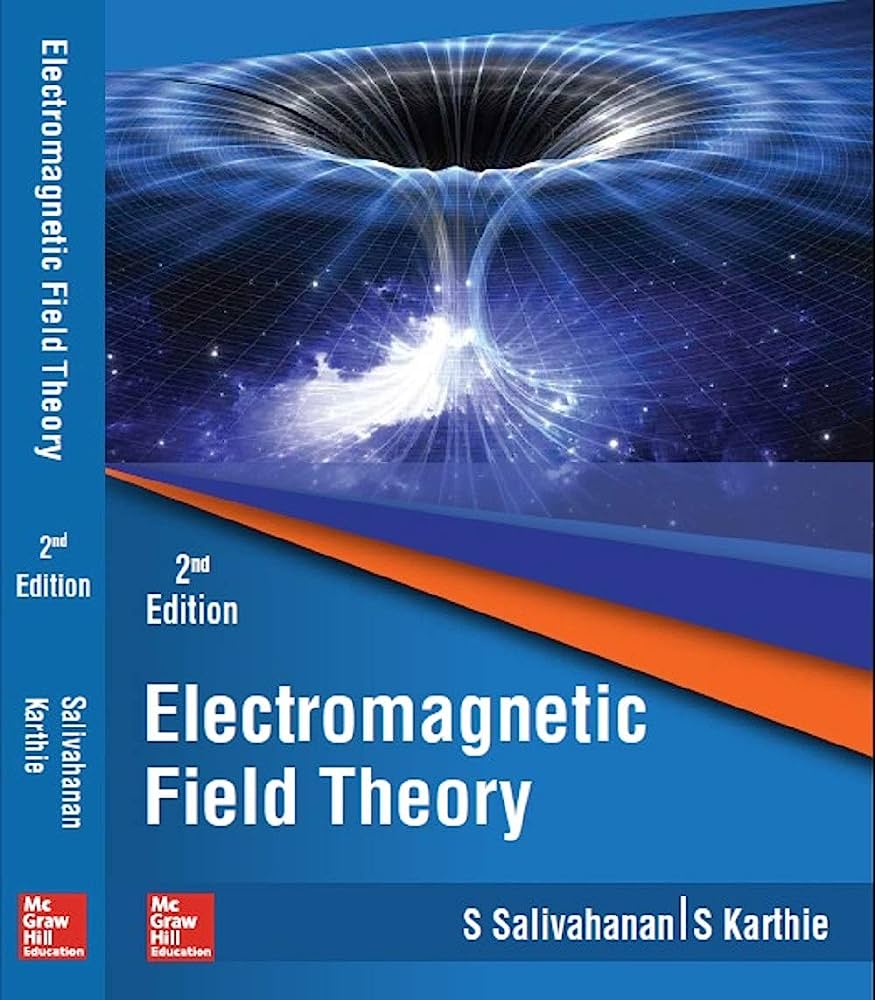 Electromagnetic Field Theory
2nd
Edition
Salivahanan
Karthie
Mc
Graw
Hill
Education
2nd
Edition
Electromagnetic
Field Theory
S Salivahanan|S Karthie
Mc
Graw
Hill
Education